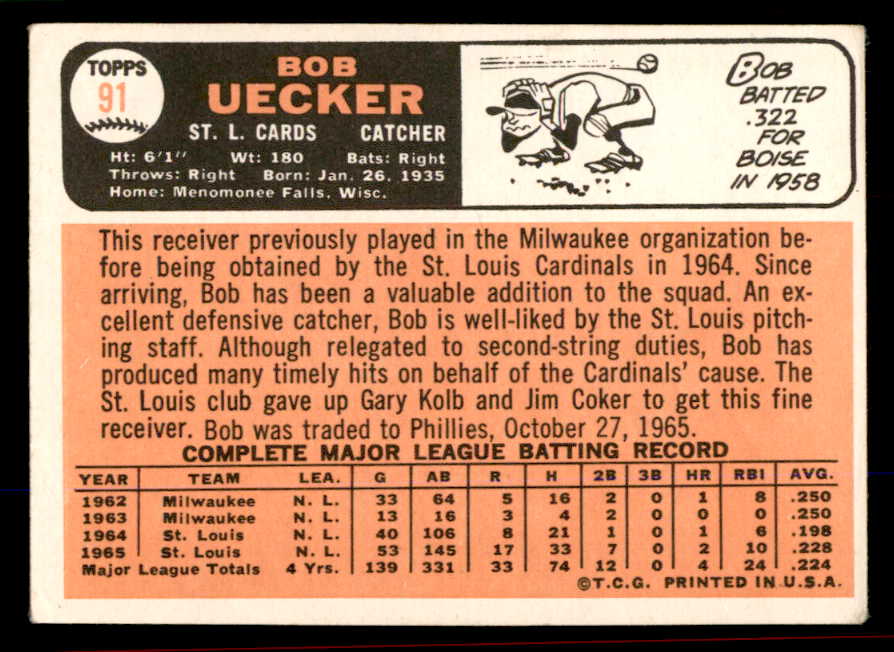 TOPPS
91
BOB
UECKER
ST. L. CARDS CATCHER
Ht: 6'1" Wt: 180 Bats: Right
Throws: Right Born: Jan. 26, 1935
Home: Menomonee Falls, Wisc.
BOB
BATTED
.322
FOR
BOISE
IN 1958
This receiver previously played in the Milwaukee organization be-
fore being obtained by the St. Louis Cardinals in 1964. Since
arriving, Bob has been a valuable addition to the squad. An ex-
cellent defensive catcher, Bob is well-liked by the St. Louis pitch-
ing staff. Although relegated to second-string duties, Bob has
produced many timely hits on behalf of the Cardinals' cause. The
St. Louis club gave up Gary Kolb and Jim Coker to get this fine
receiver. Bob was traded to Phillies, October 27, 1965.
COMPLETE MAJOR LEAGUE BATTING RECORD
YEAR TEAM LEA. G AB R H 2B 3B HR RBI AVG.
1962 Milwaukee N. L. 33 64 5 16 2 0 1 8 .250
1963 Milwaukee N. L. 13 16 3 4 2 0 0 0 .250
1964 St. Louis N. L. 40 106 8 21 1 0 1 6 .198
1965 St. Louis N. L. 53 145 17 33 7 0 2 10 .228
Major League Totals 4 Yrs. 139 331 33 74 12 0 4 24 .224
©T.C.G. PRINTED IN U.S.A.